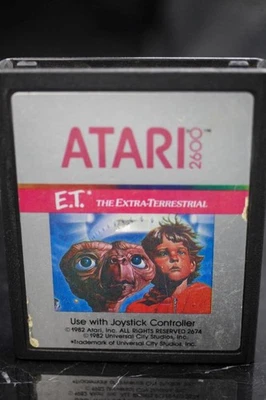 ATARI 2600™
E.T.* THE EXTRA-TERRESTRIAL
Use with Joystick Controller
©1982 Atari, Inc. ALL RIGHTS RESERVED 2674
©1982 Universal City Studios, Inc.
*Trademark of Universal City Studios, Inc.